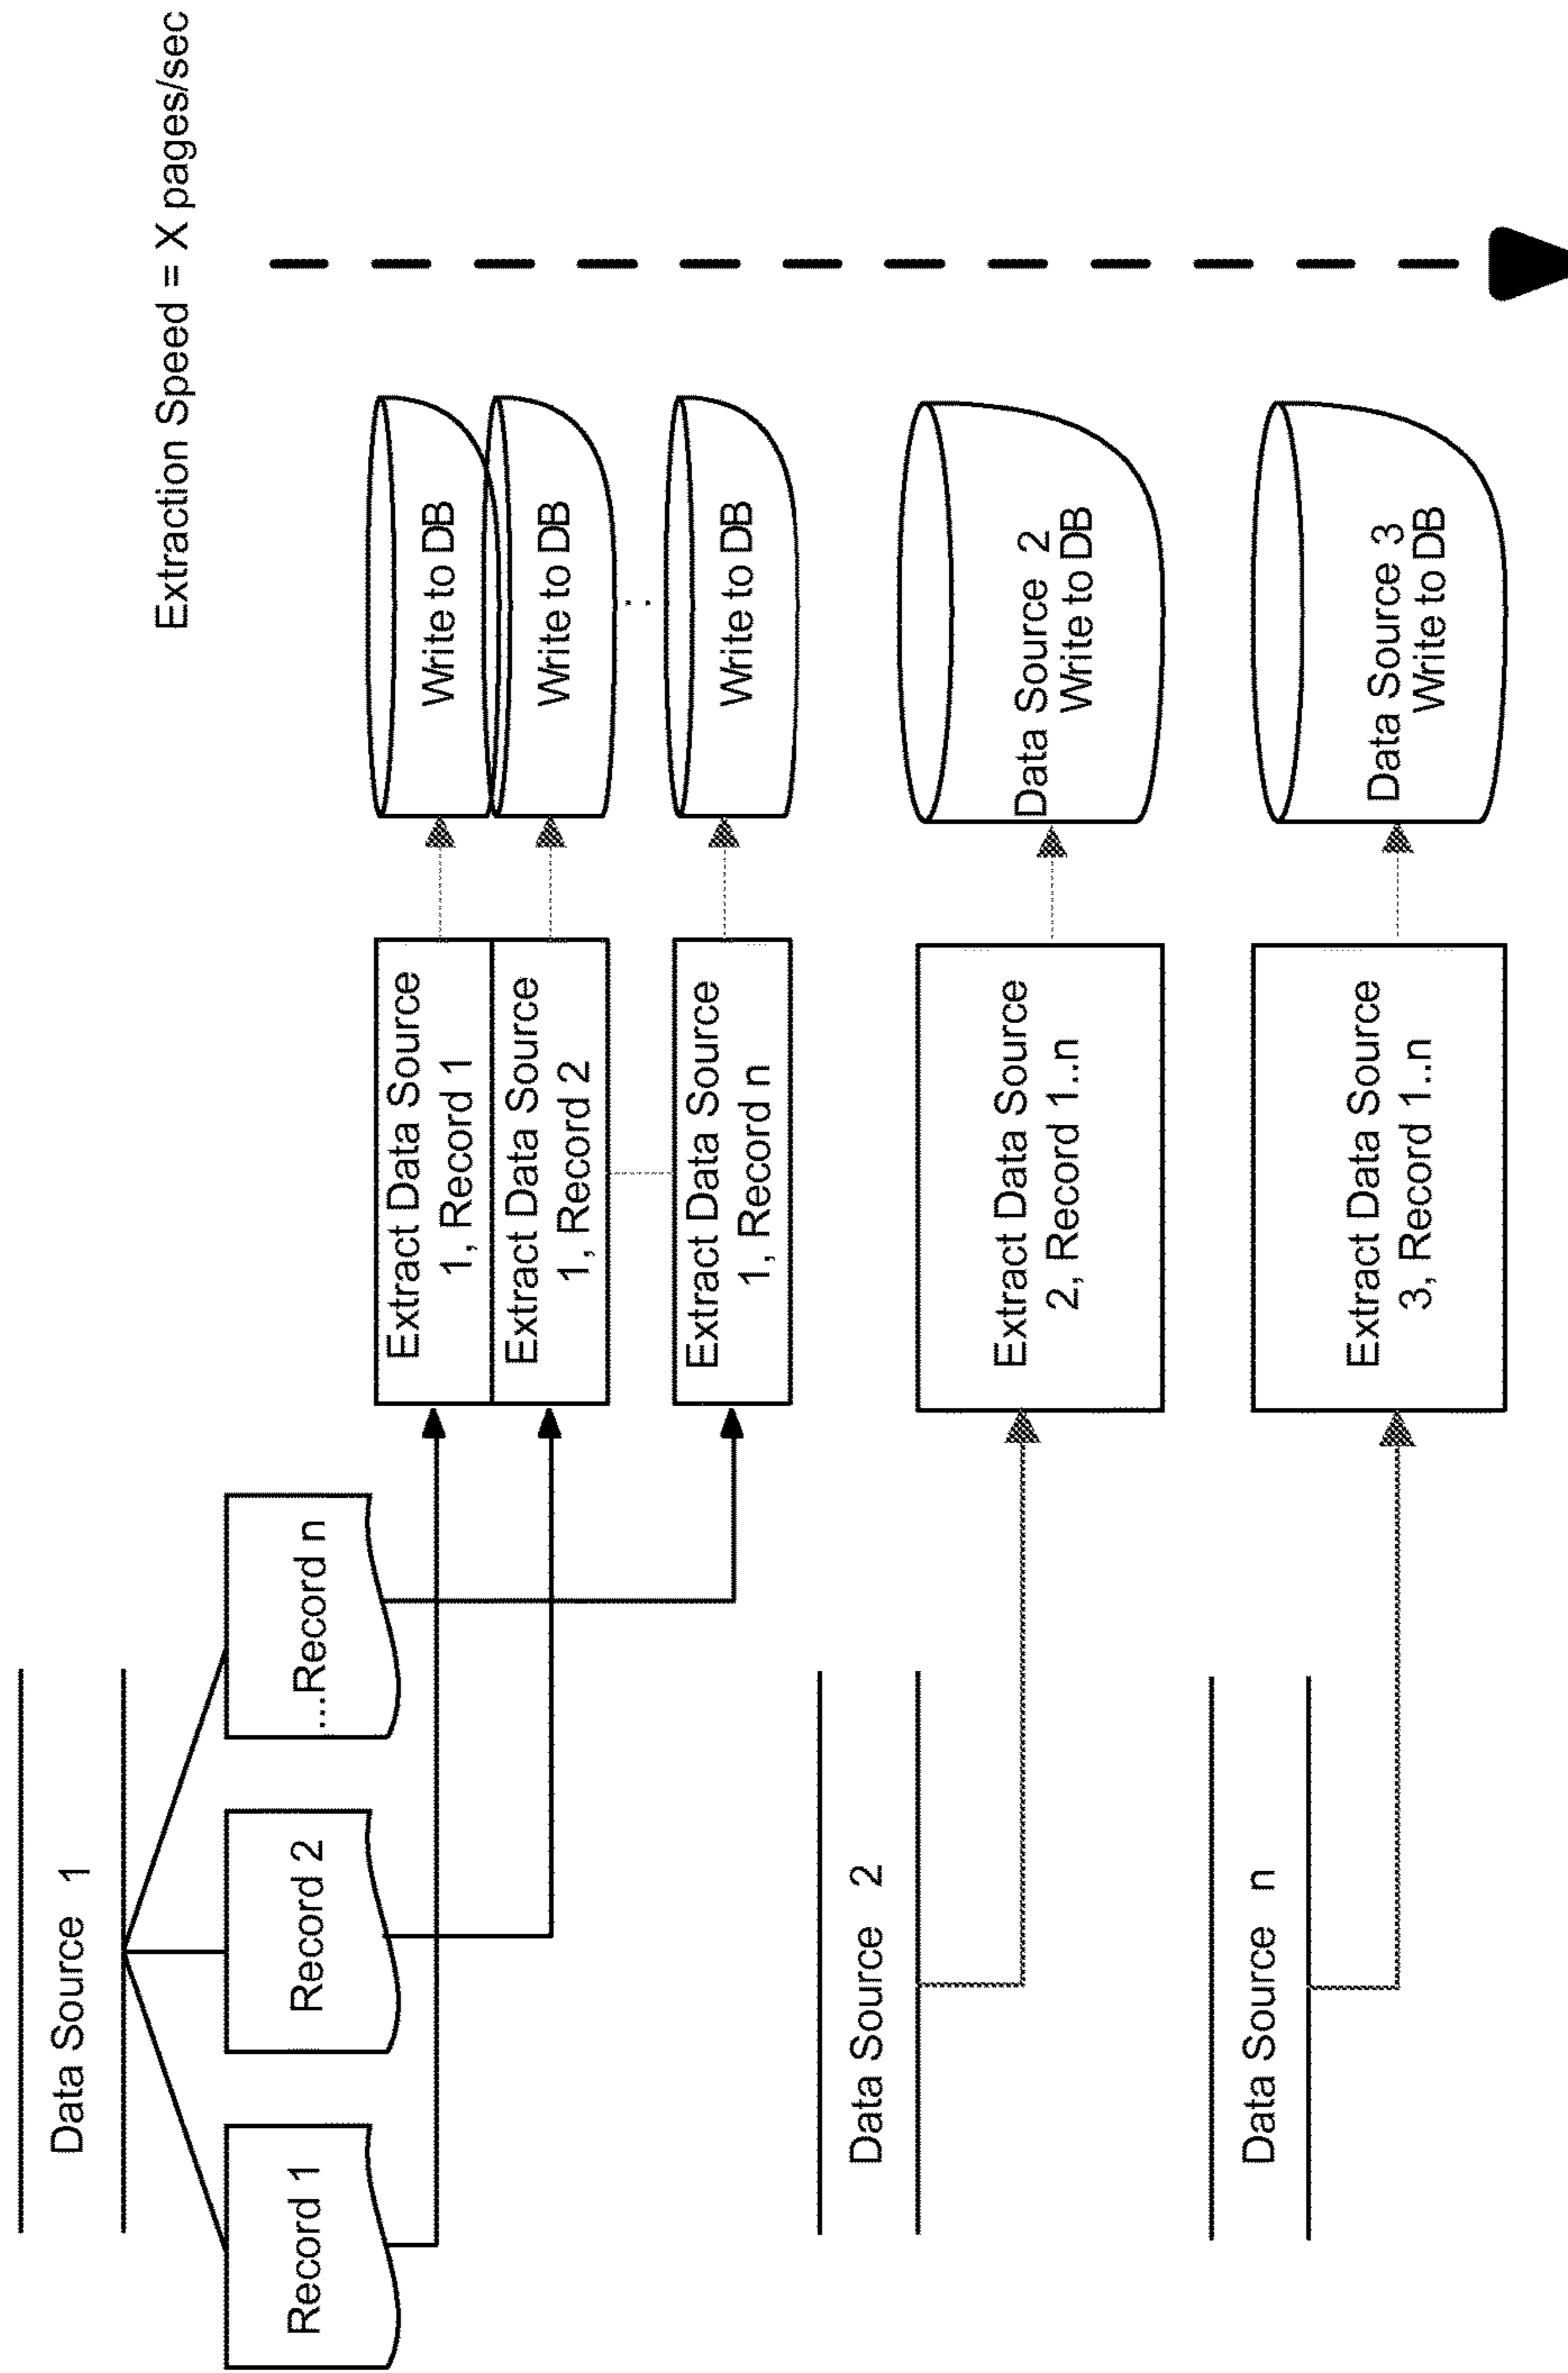 Extraction Speed = X pages/sec
Data Source 1
Record 1
Record 2
...Record n
Extract Data Source
1, Record 1
Write to DB
Extract Data Source
1, Record 2
Write to DB
Extract Data Source
1, Record n
Write to DB
Data Source 2
Extract Data Source
2, Record 1..n
Data Source 2
Write to DB
Data Source n
Extract Data Source
3, Record 1..n
Data Source 3
Write to DB